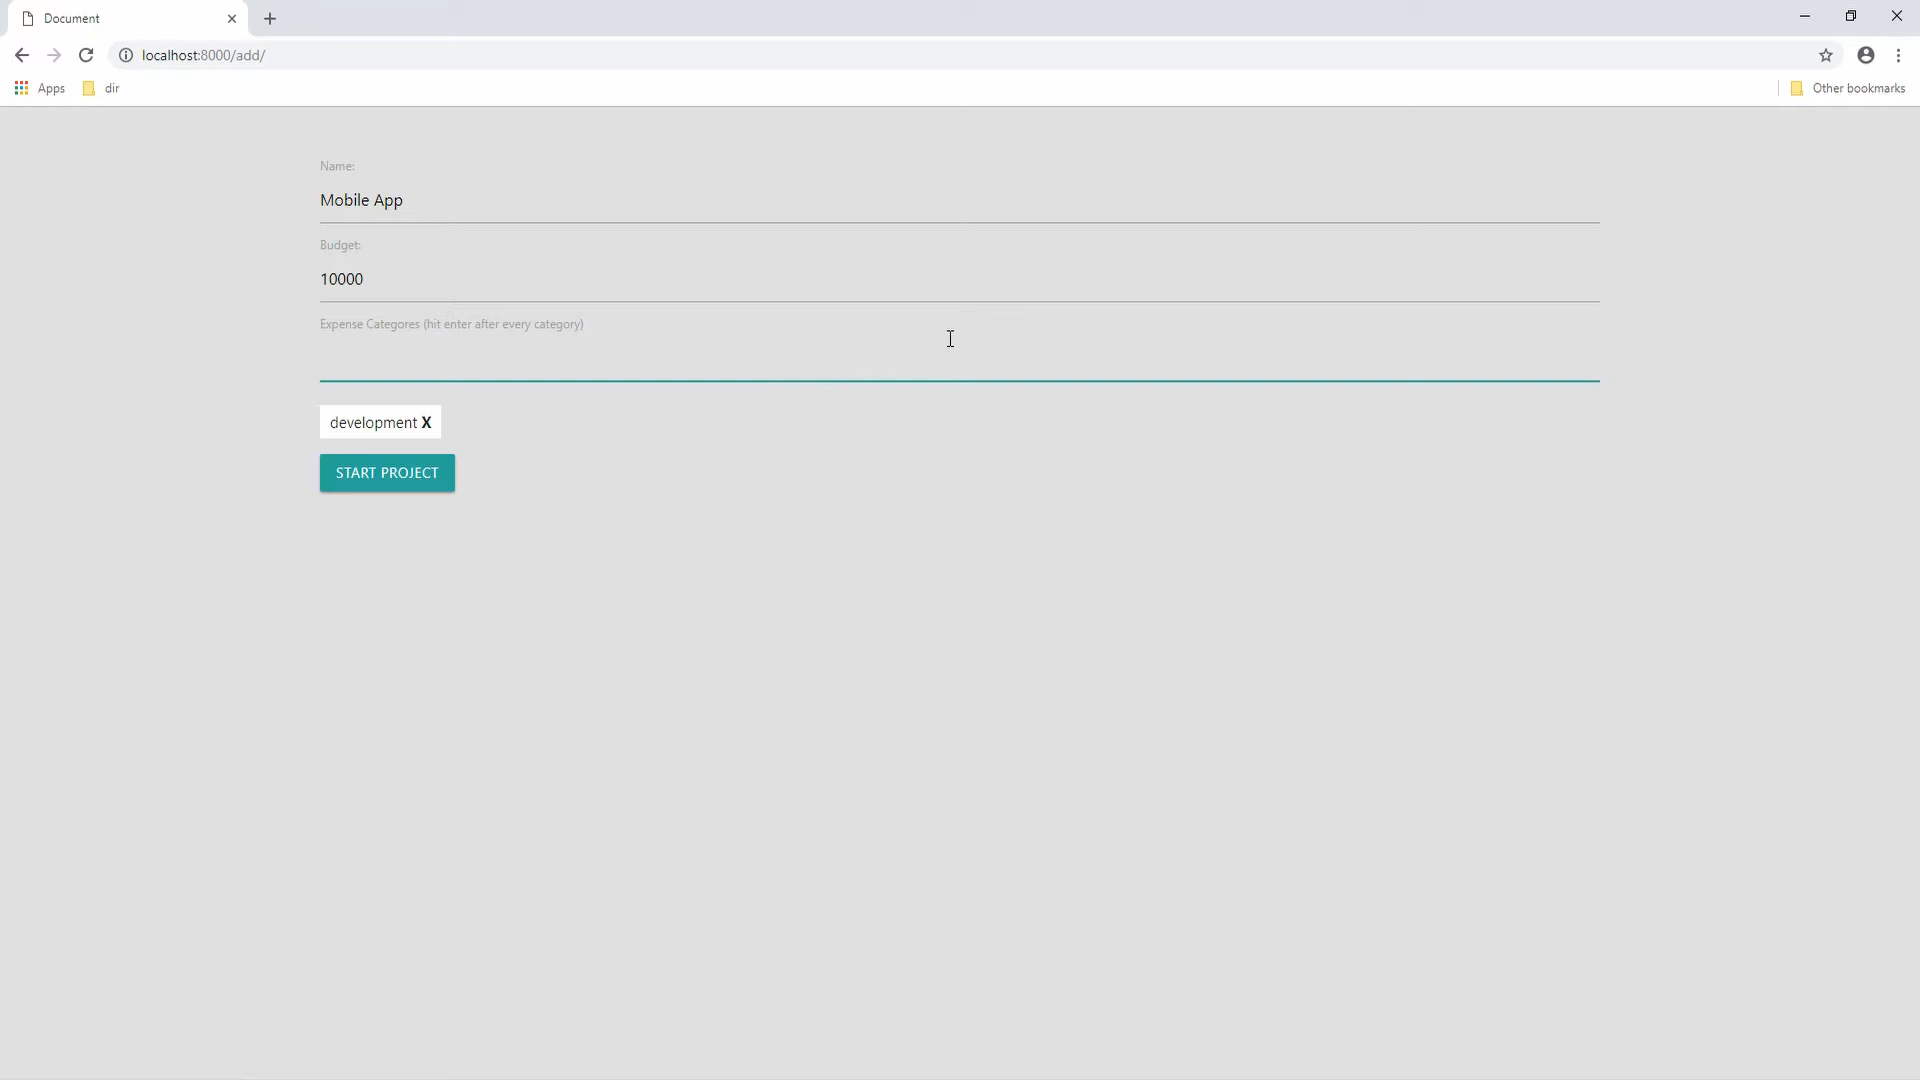 Document
localhost:8000/add/
Apps dir Other bookmarks
Name:
Mobile App
Budget:
10000
Expense Categores (hit enter after every category)
development X
START PROJECT